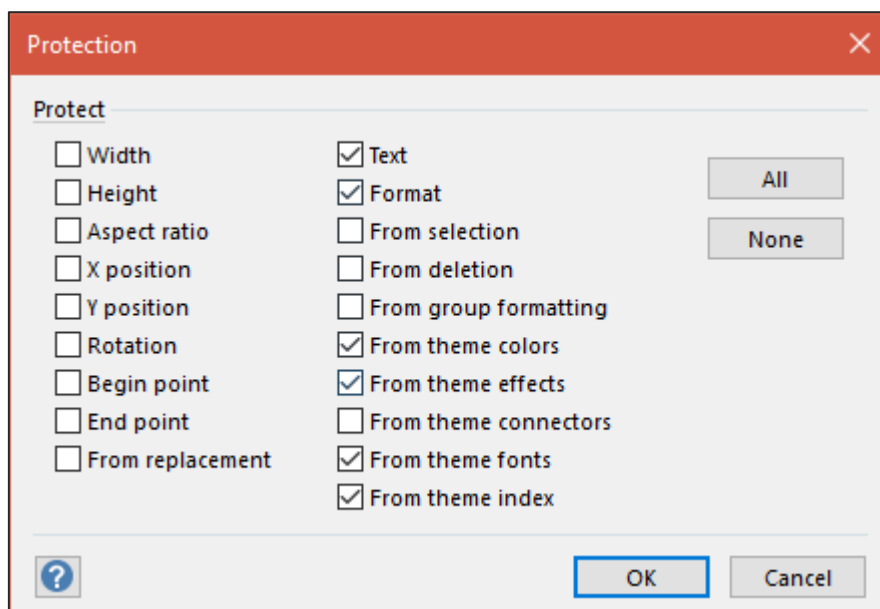 Protection
Protect
Width
Height
Aspect ratio
X position
Y position
Rotation
Begin point
End point
From replacement
Text
Format
From selection
From deletion
From group formatting
From theme colors
From theme effects
From theme connectors
From theme fonts
From theme index
All
None
?
OK
Cancel